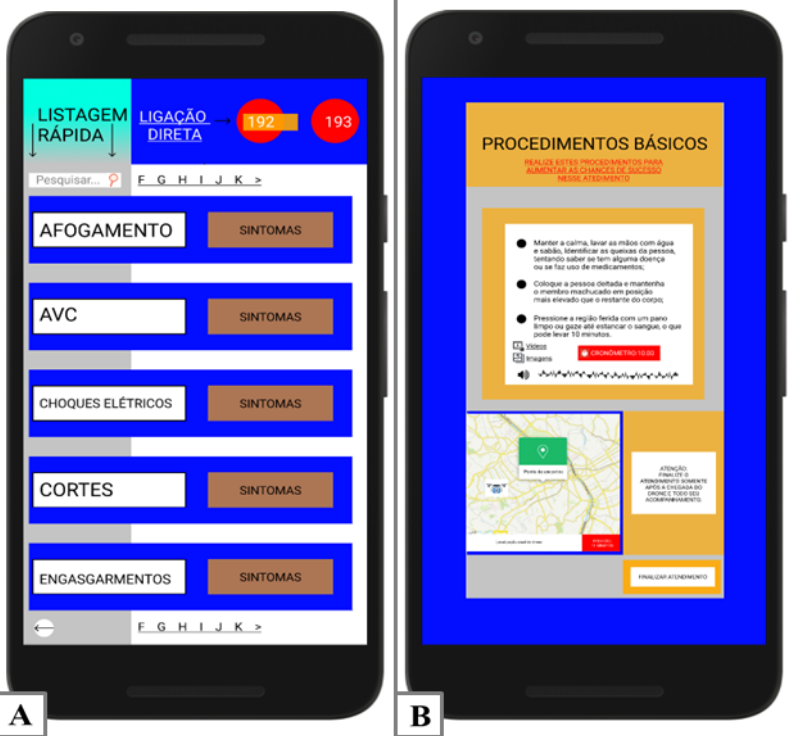 LISTAGEM
RÁPIDA
LIGAÇÃO
DIRETA
192
193
Pesquisar...
F G H I J K >
AFOGAMENTO
SINTOMAS
AVC
SINTOMAS
CHOQUES ELÉTRICOS
SINTOMAS
CORTES
SINTOMAS
ENGASGARMENTOS
SINTOMAS
F G H I J K >
A
PROCEDIMENTOS BÁSICOS
REALIZE ESTES PROCEDIMENTOS PARA
AUMENTAR AS CHANCES DE SUCESSO
NESSE ATEDIMENTO
Manter a calma, lavar as mãos com água
e sabão, Identificar as queixas da pessoa,
tentando saber se tem alguma doença
ou se faz uso de medicamentos;
Coloque a pessoa deitada e mantenha
o membro machucado em posição
mais elevado que o restante do corpo;
Pressione a região ferida com um pano
limpo ou gaze até estancar o sangue, o que
pode levar 10 minutos.
Vídeos
Imagens
CRONÔMETRO 10:00
Ponto de encontro
ATENÇÃO
FINALIZE O
ATENDIMENTO SOMENTE
APÓS A CHEGADA DO
DRONE E TODO SEU
ACOMPANHAMENTO.
FINALIZAR ATENDIMENTO
B